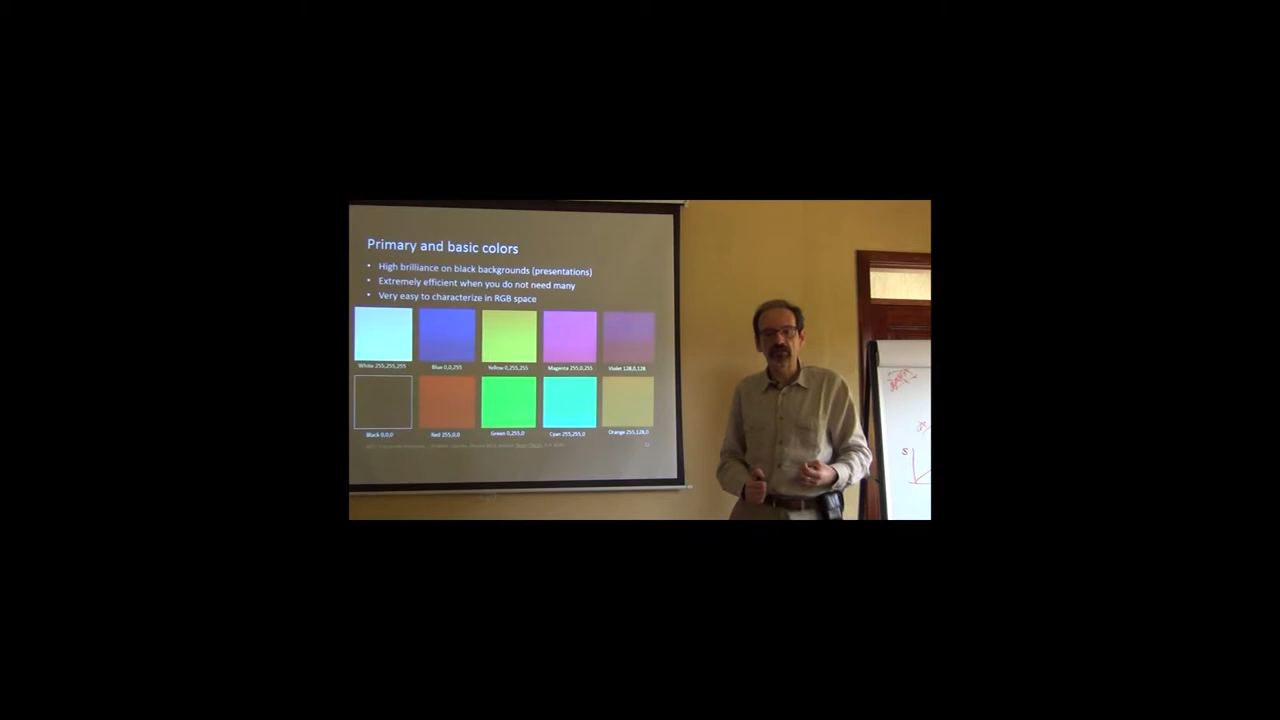 Primary and basic colors
• High brilliance on black backgrounds (presentations)
• Extremely efficient when you do not need many
• Very easy to characterize in RGB space
White 255,255,255
Blue 0,0,255
Yellow 0,255,255
Magenta 255,0,255
Violet 128,0,128
Black 0,0,0
Red 255,0,0
Green 0,255,0
Cyan 255,255,0
Orange 255,128,0
S